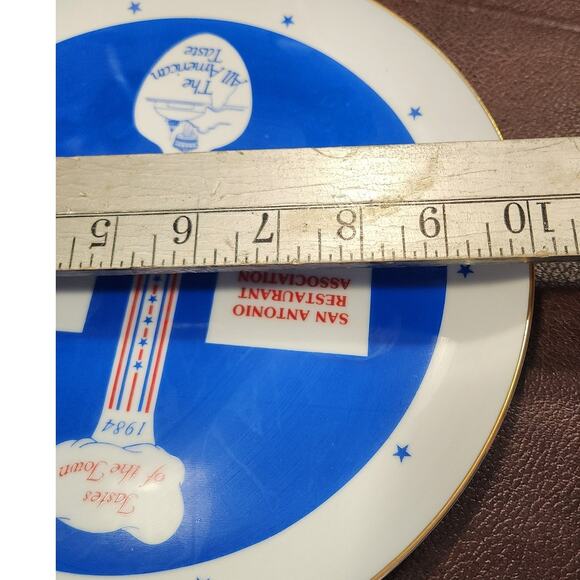 The
All American
Taste
5 6 7 8 9 10
SAN ANTONIO
RESTAURANT
ASSOCIATION
1984
Tastes
of the Town